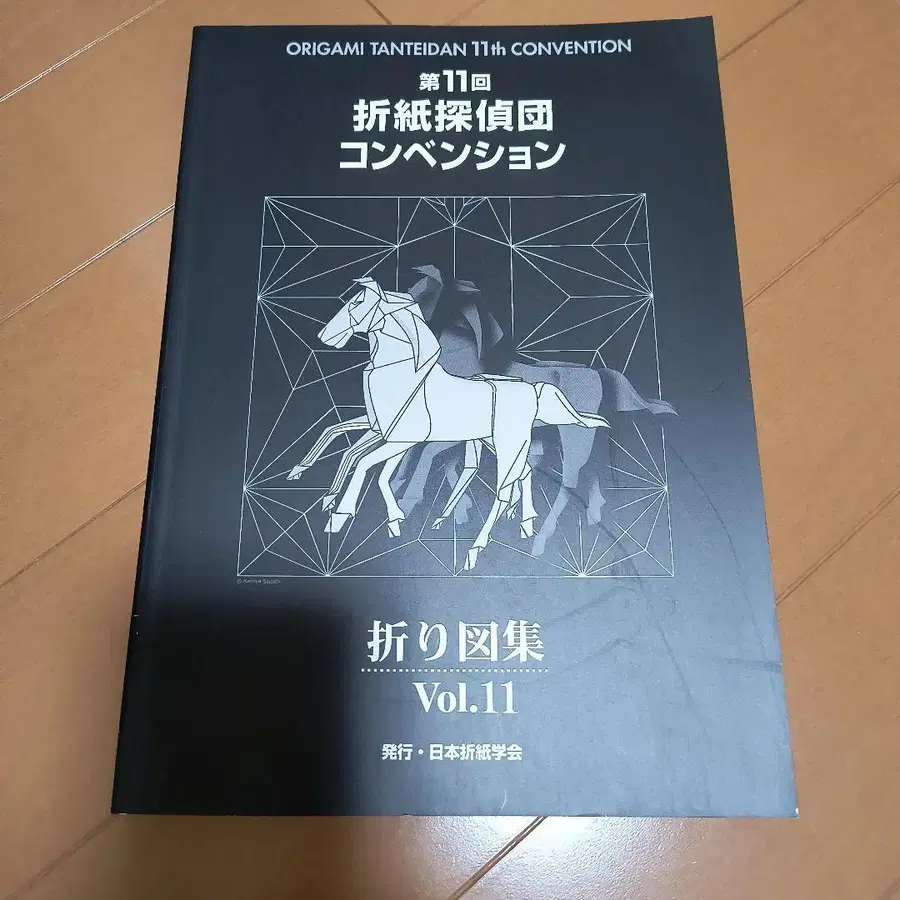 ORIGAMI TANTEIDAN 11th CONVENTION
第11回
折紙探偵団
コンベンション
折り図集
Vol.11
発行・日本折紙学会